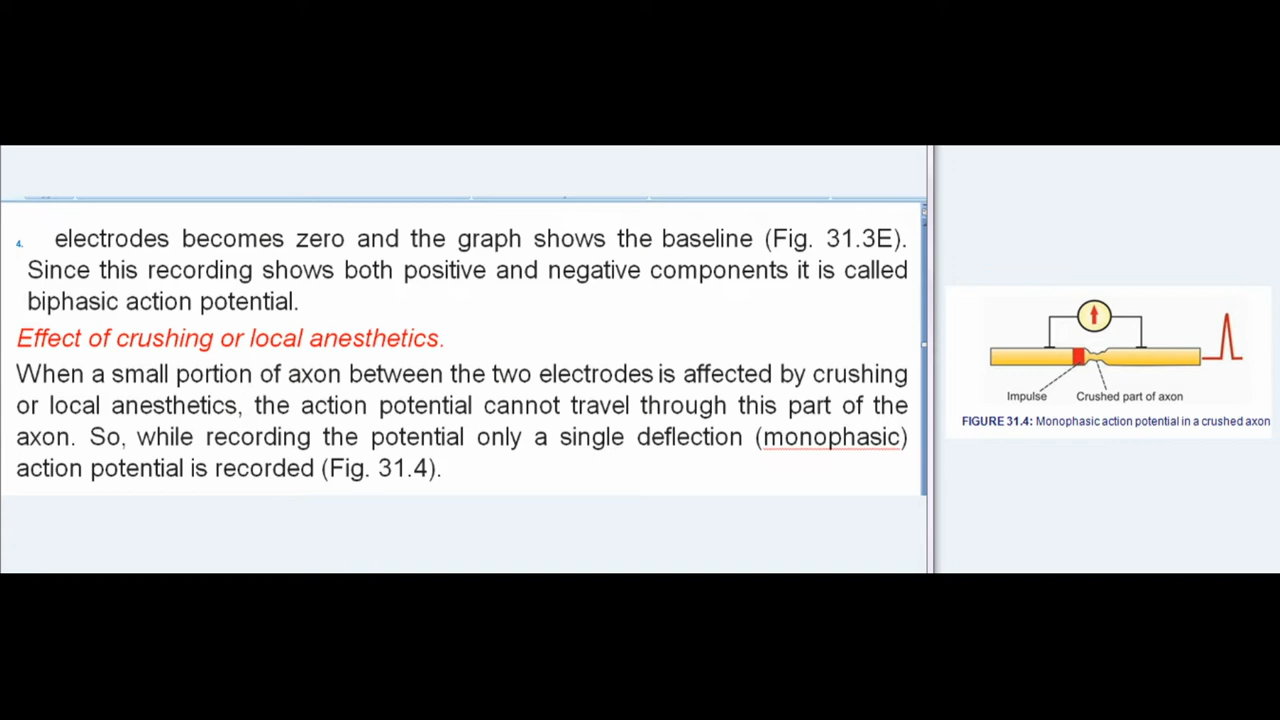 4. electrodes becomes zero and the graph shows the baseline (Fig. 31.3E).
Since this recording shows both positive and negative components it is called
biphasic action potential.
Effect of crushing or local anesthetics.
When a small portion of axon between the two electrodes is affected by crushing
or local anesthetics, the action potential cannot travel through this part of the
axon. So, while recording the potential only a single deflection (monophasic)
action potential is recorded (Fig. 31.4).
Impulse
Crushed part of axon
FIGURE 31.4: Monophasic action potential in a crushed axon